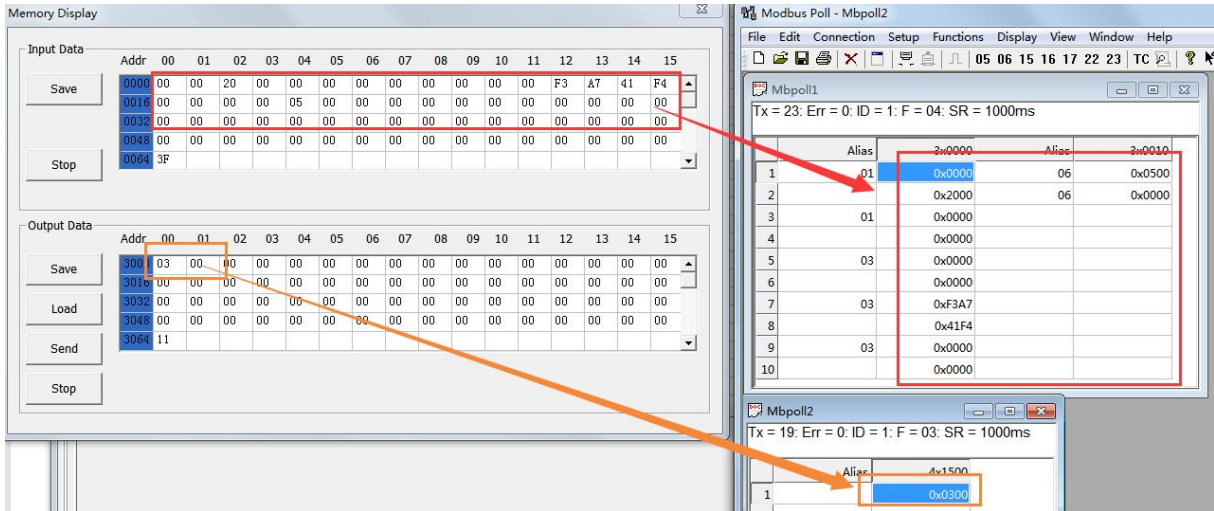 Memory Display
Input Data
Addr 00 01 02 03 04 05 06 07 08 09 10 11 12 13 14 15
Save
0000 00 00 20 00 00 00 00 00 00 00 00 00 F3 A7 41 F4
0016 00 00 00 00 05 00 00 00 00 00 00 00 00 00 00 00
0032 00 00 00 00 00 00 00 00 00 00 00 00 00 00 00 00
0048 00 00 00 00 00 00 00 00 00 00 00 00 00 00 00 00
Stop
0064 3F
Output Data
Addr 00 01 02 03 04 05 06 07 08 09 10 11 12 13 14 15
Save
3000 03 00 00 00 00 00 00 00 00 00 00 00 00 00 00 00
3016 00 00 00 00 00 00 00 00 00 00 00 00 00 00 00 00
Load
3032 00 00 00 00 00 00 00 00 00 00 00 00 00 00 00 00
3048 00 00 00 00 00 00 00 00 00 00 00 00 00 00 00 00
Send
3064 11
Stop
Modbus Poll - Mbpoll2
File Edit Connection Setup Functions Display View Window Help
05 06 15 16 17 22 23 TC
Mbpoll1
Tx = 23: Err = 0: ID = 1: F = 04: SR = 1000ms
Alias 3x0000 Alias 3x0010
1 01 0x0000 06 0x0500
2 0x2000 06 0x0000
3 01 0x0000
4 0x0000
5 03 0x0000
6 0x0000
7 03 0xF3A7
8 0x41F4
9 03 0x0000
10 0x0000
Mbpoll2
Tx = 19: Err = 0: ID = 1: F = 03: SR = 1000ms
Alias 4x1500
1 0x0300